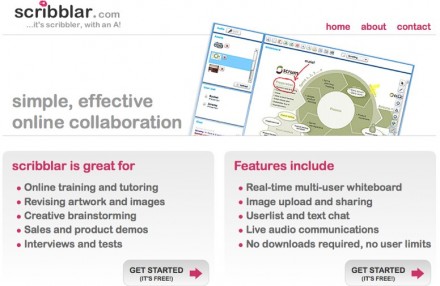 scribblar.com
...it's scribbler, with an A!
home about contact
simple, effective
online collaboration
scribblar is great for
• Online training and tutoring
• Revising artwork and images
• Creative brainstorming
• Sales and product demos
• Interviews and tests
GET STARTED
(IT'S FREE!)
Features include
• Real-time multi-user whiteboard
• Image upload and sharing
• Userlist and text chat
• Live audio communications
• No downloads required, no user limits
GET STARTED
(IT'S FREE!)